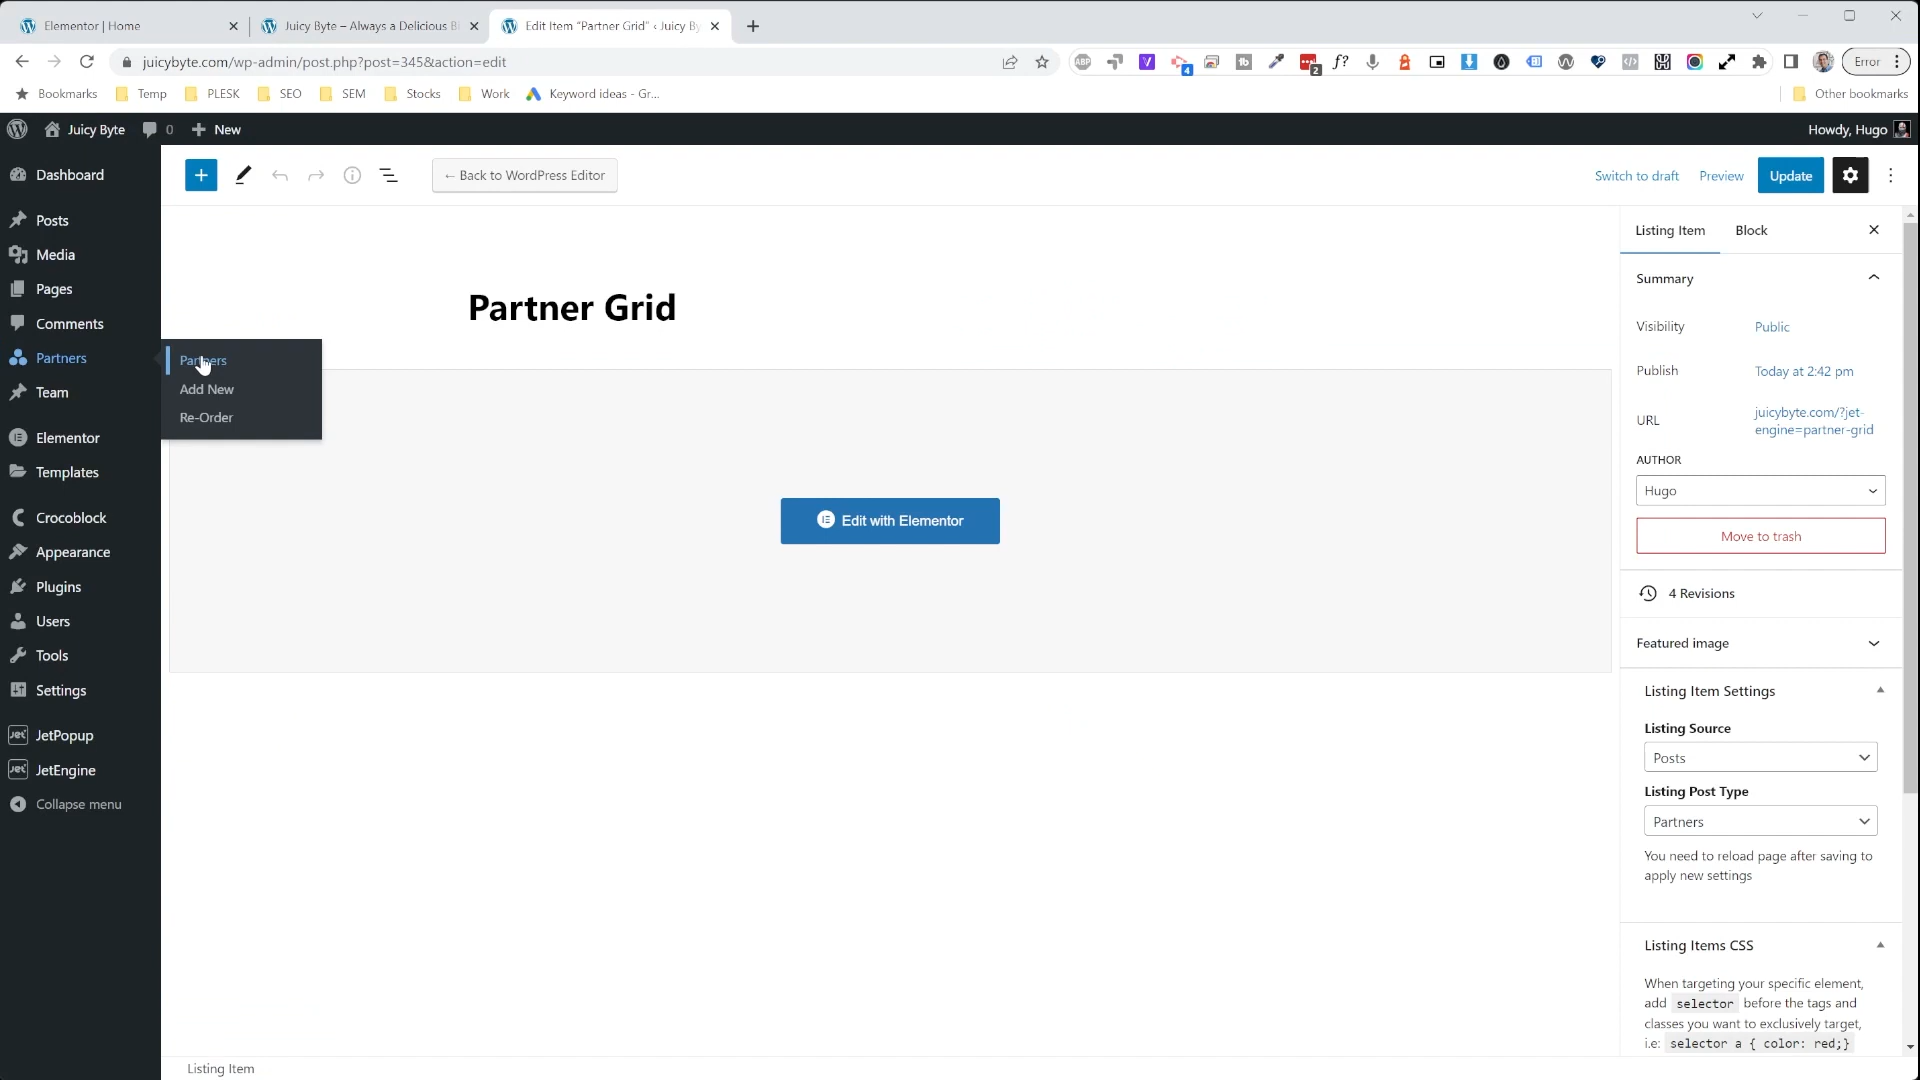 Elementor | Home
Juicy Byte – Always a Delicious B
Edit Item "Partner Grid" ‹ Juicy By
juicybyte.com/wp-admin/post.php?post=345&action=edit
ABP
4
2
f?
Error
Bookmarks
Temp
PLESK
SEO
SEM
Stocks
Work
Keyword ideas - Gr...
Other bookmarks
Juicy Byte
0
New
Howdy, Hugo
Dashboard
Posts
Media
Pages
Comments
Partners
Team
Elementor
Templates
Crocoblock
Appearance
Plugins
Users
Tools
Settings
JetPopup
JetEngine
Collapse menu
Partners
Add New
Re-Order
← Back to WordPress Editor
Switch to draft
Preview
Update
Partner Grid
Edit with Elementor
Listing Item
Block
Summary
Visibility
Public
Publish
Today at 2:42 pm
URL
juicybyte.com/?jet-
engine=partner-grid
AUTHOR
Hugo
Move to trash
4 Revisions
Featured image
Listing Item Settings
Listing Source
Posts
Listing Post Type
Partners
You need to reload page after saving to
apply new settings
Listing Items CSS
When targeting your specific element,
add selector before the tags and
classes you want to exclusively target,
i.e: selector a { color: red;}
Listing Item